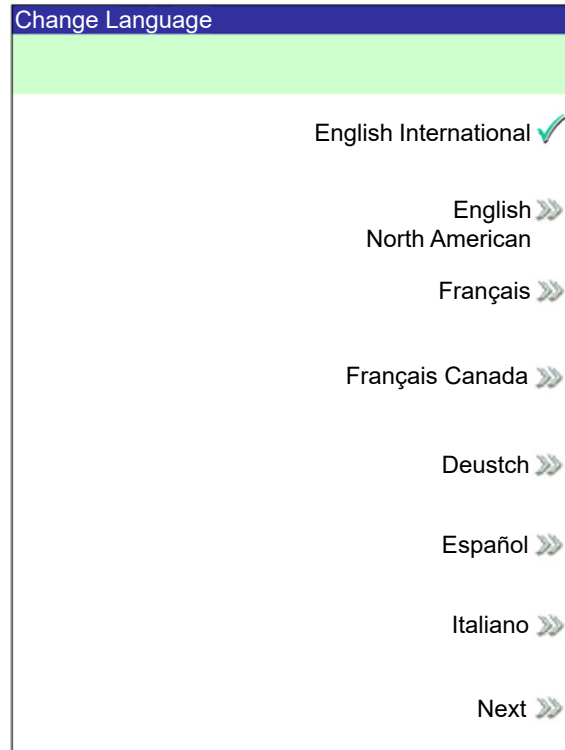 Change Language
English International
English
North American
Français
Français Canada
Deustch
Español
Italiano
Next